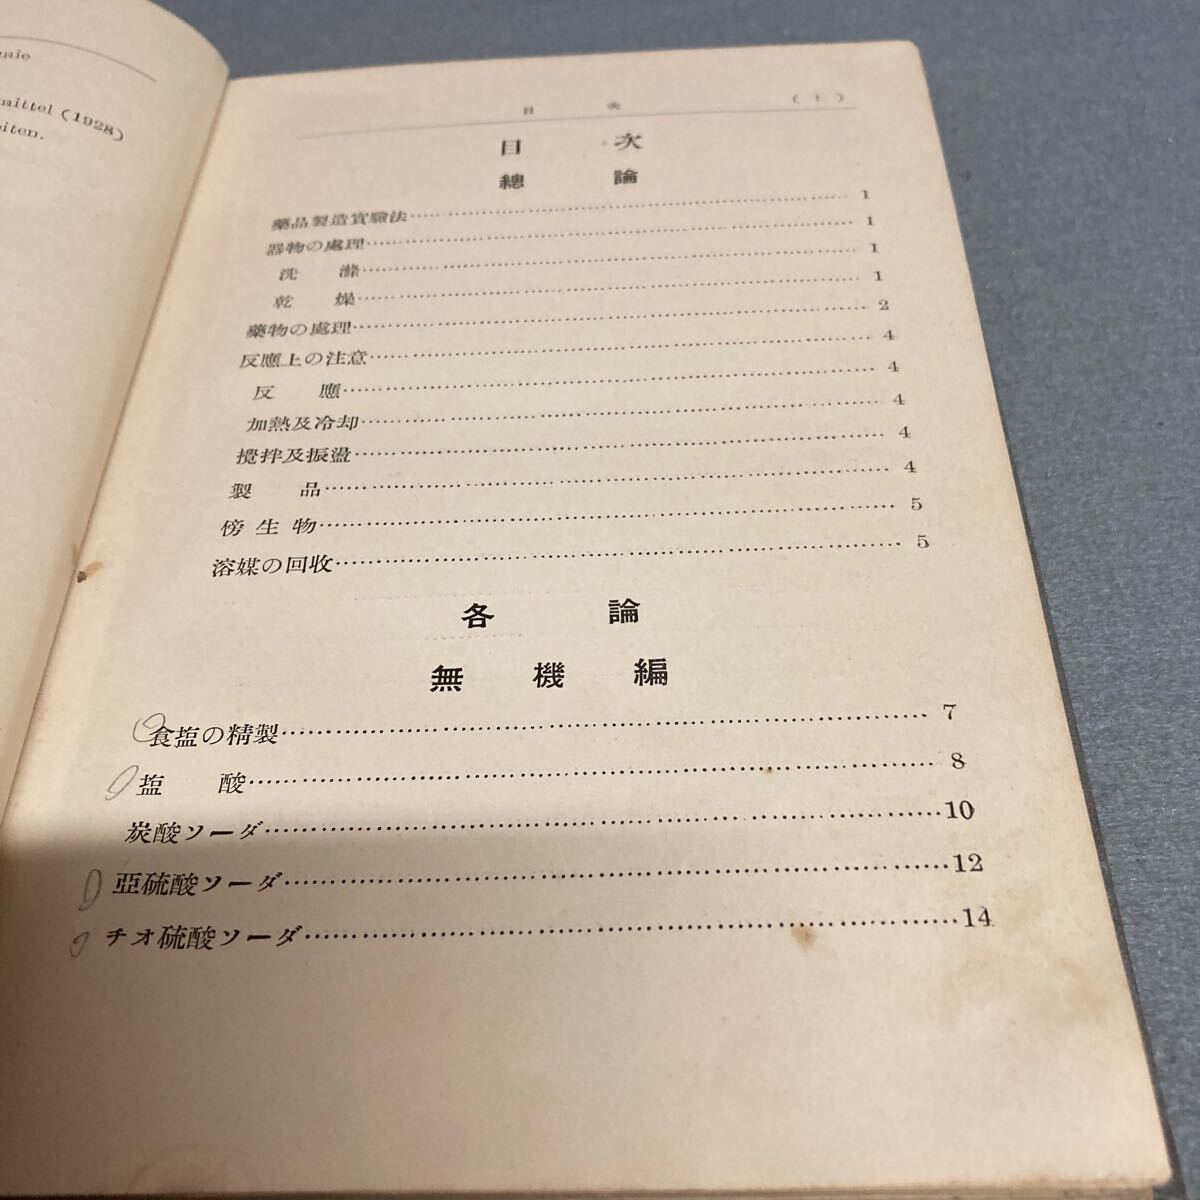 mittel (1928)
目 次
目 次
總 論
藥品製造實驗法 1
器物の處理 1
洗 滌 1
乾 燥 1
藥物の處理 2
反應上の注意 4
反 應 4
加熱及冷却 4
攪拌及振盪 4
製 品 4
傍生物 5
溶媒の回收 5
各 論
無機編
食塩の精製 7
塩 酸 8
炭酸ソーダ 10
亞硫酸ソーダ 12
チオ硫酸ソーダ 14